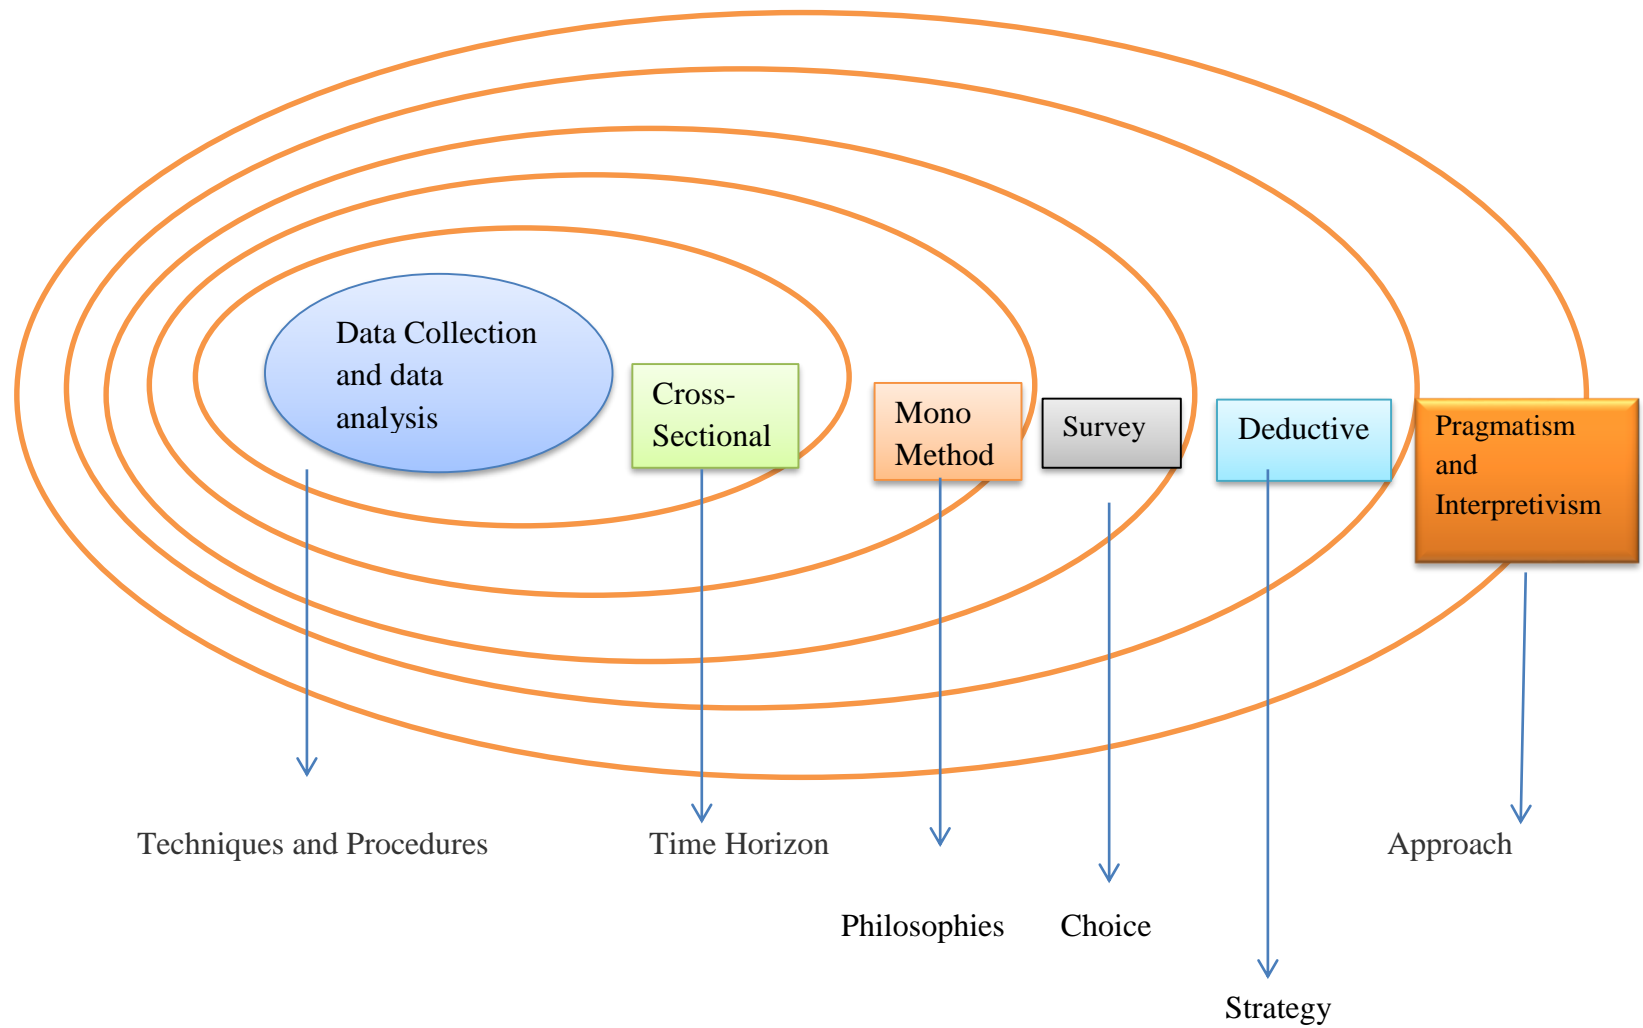 Data Collection
and data
analysis
Cross-
Sectional
Mono
Method
Survey
Deductive
Pragmatism
and
Interpretivism
Techniques and Procedures
Time Horizon
Approach
Philosophies
Choice
Strategy